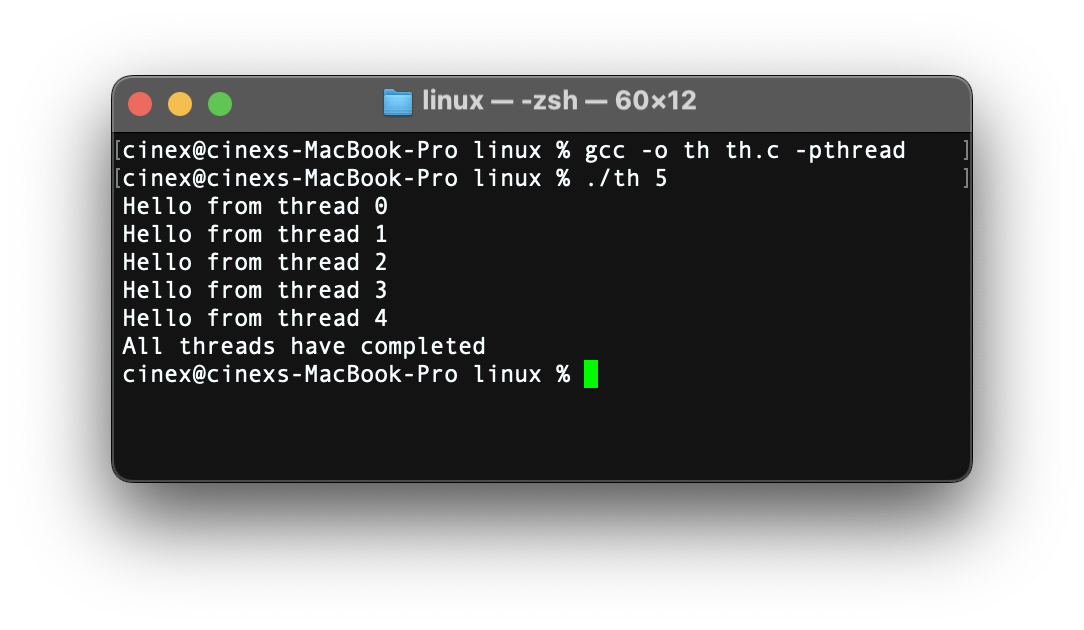 linux — -zsh — 60×12
[cinex@cinexs-MacBook-Pro linux % gcc -o th th.c -pthread ]
[cinex@cinexs-MacBook-Pro linux % ./th 5 ]
Hello from thread 0
Hello from thread 1
Hello from thread 2
Hello from thread 3
Hello from thread 4
All threads have completed
cinex@cinexs-MacBook-Pro linux %